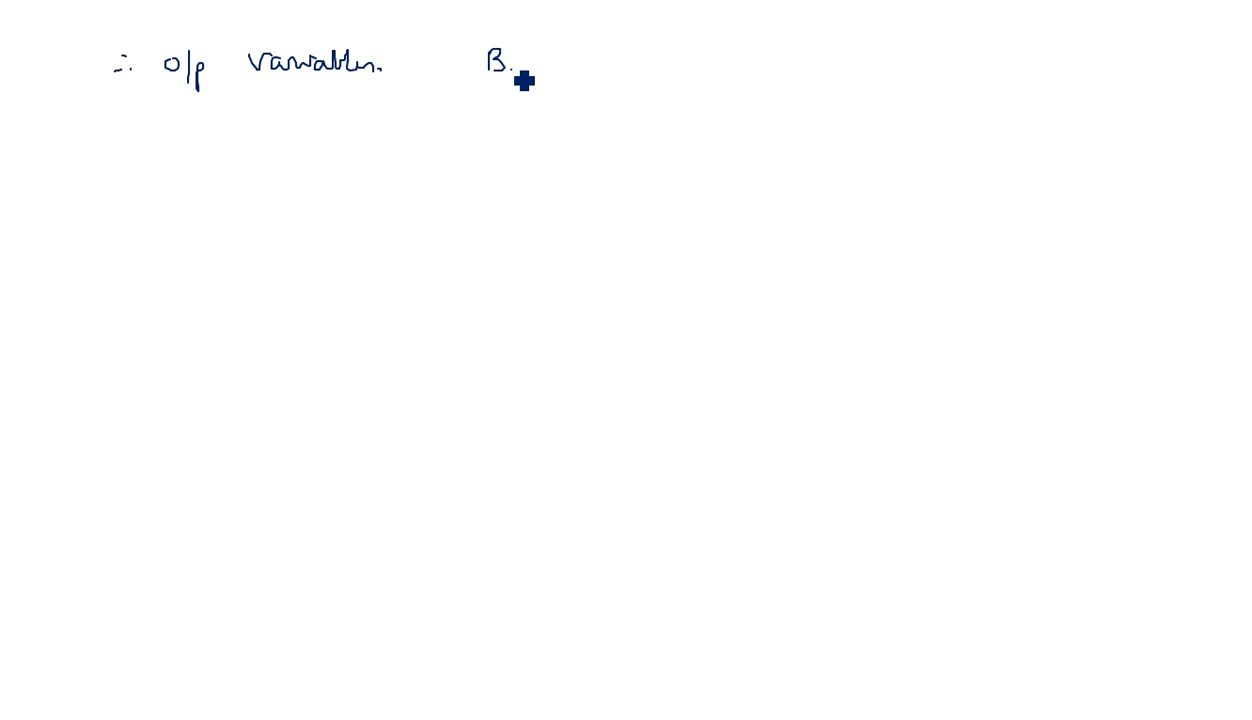 ∴ o/p variables. B.